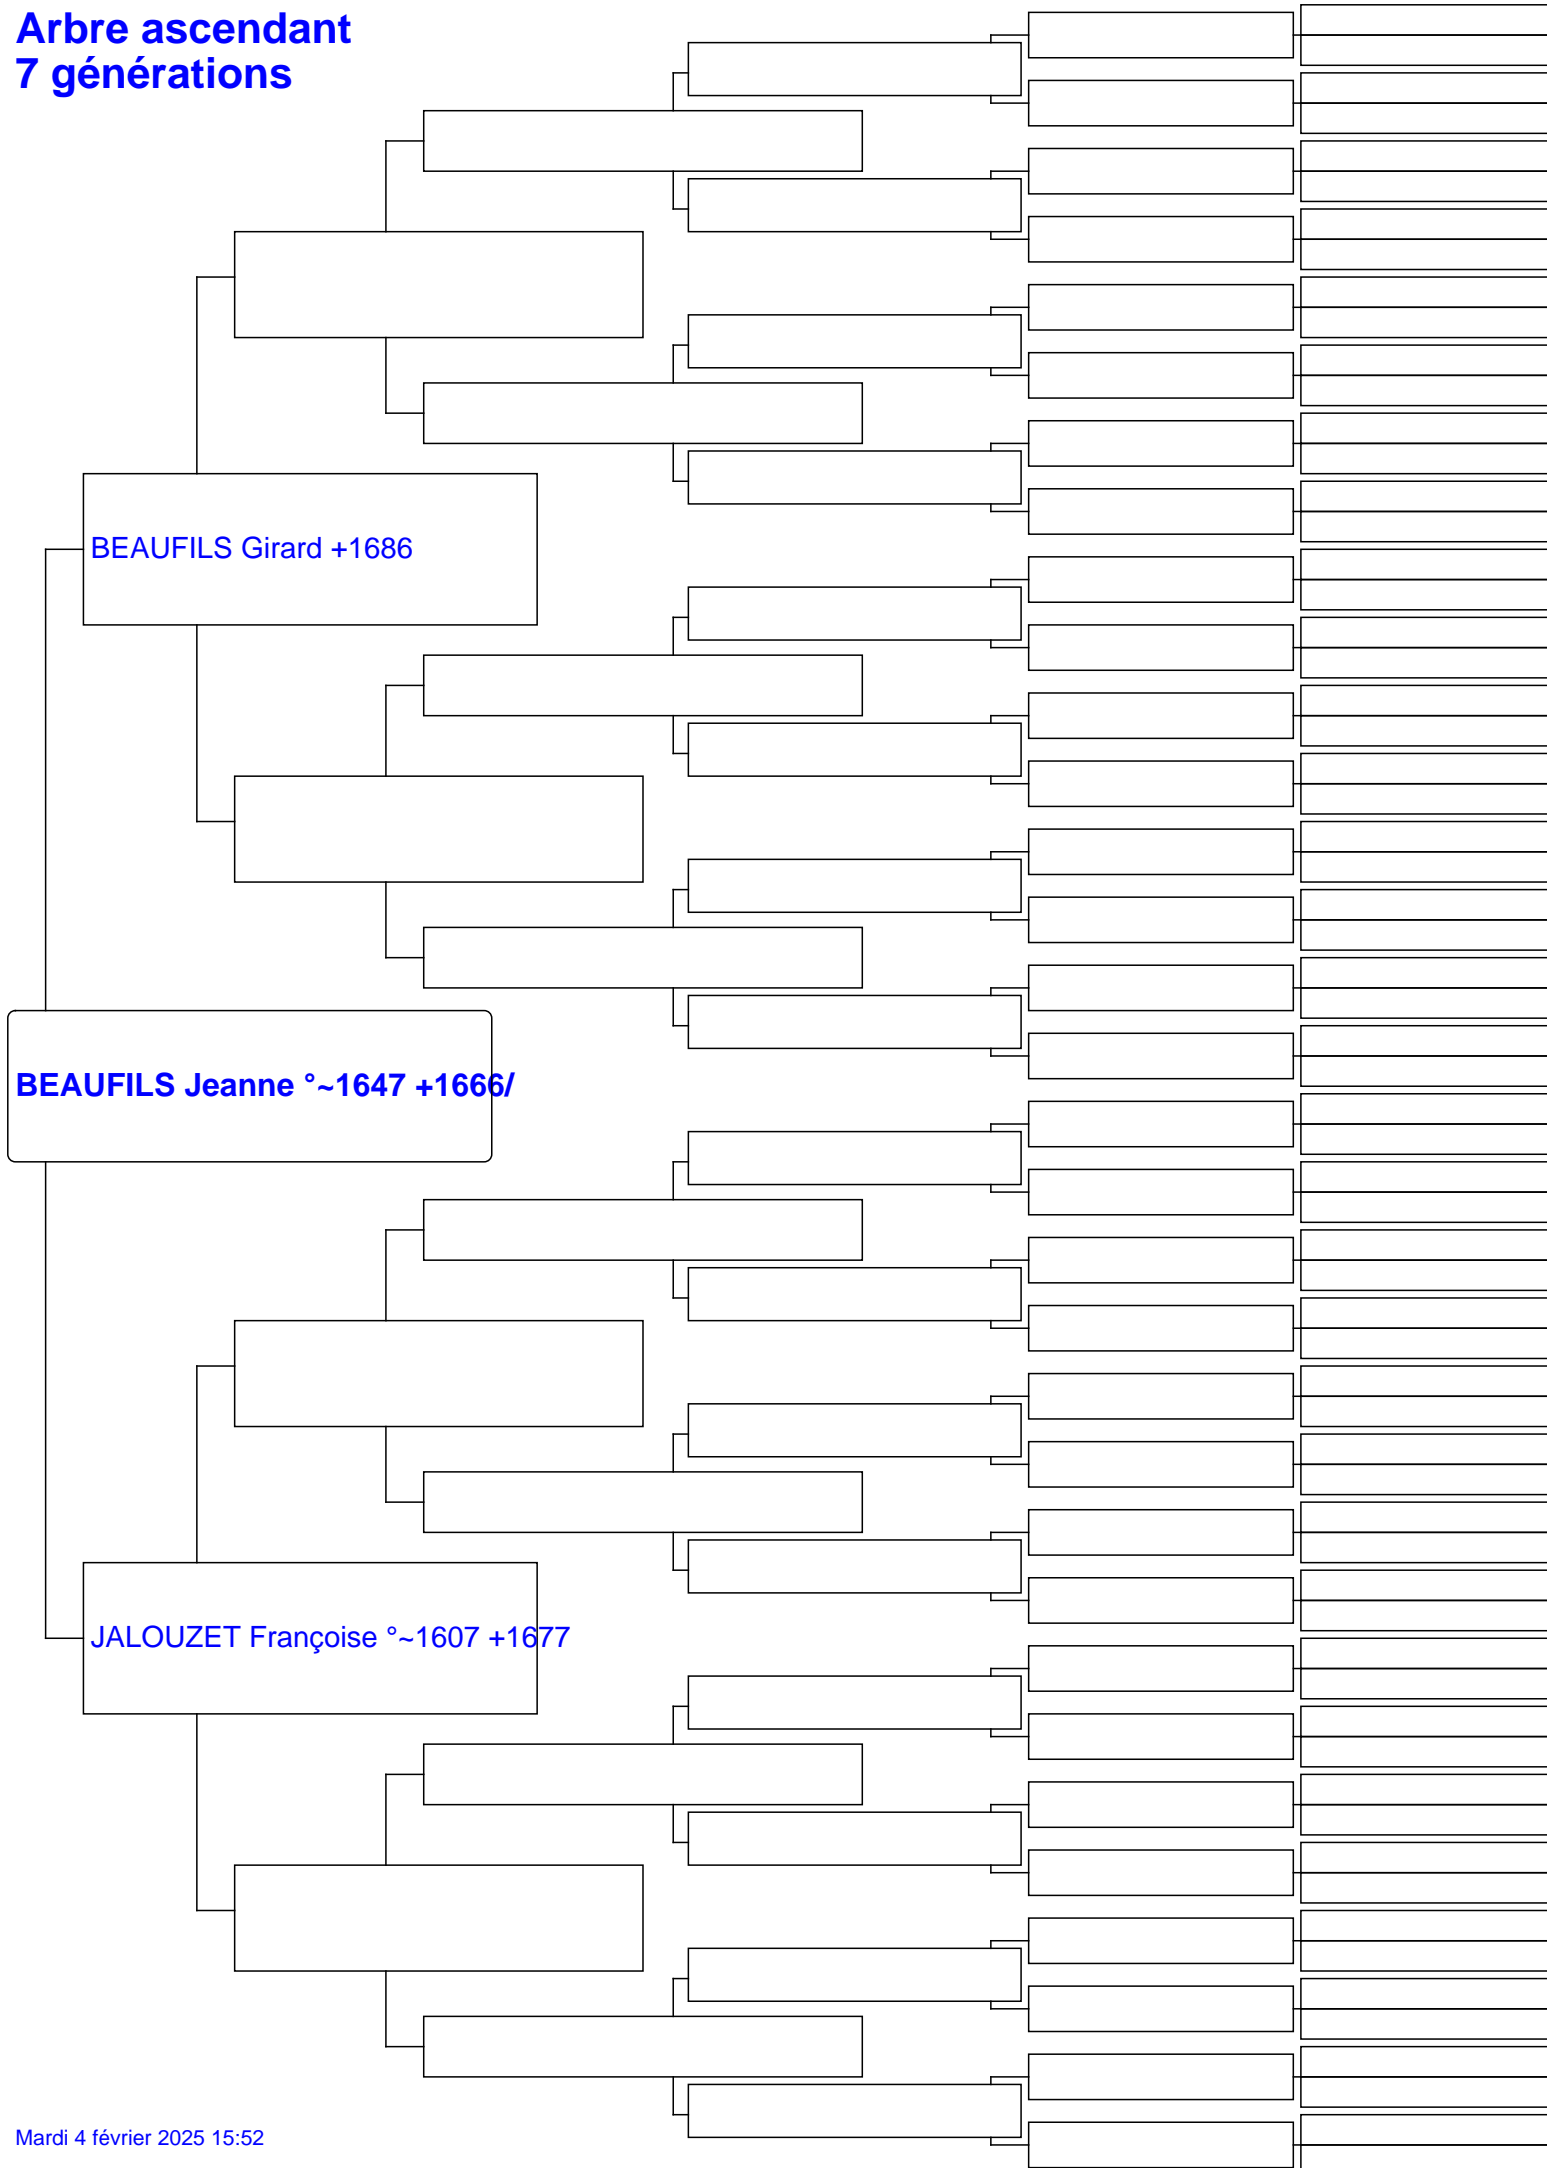 Arbre ascendant
7 générations
BEAUFILS Girard +1686
BEAUFILS Jeanne °~1647 +1666/
JALOUZET Françoise °~1607 +1677
Mardi 4 février 2025 15:52